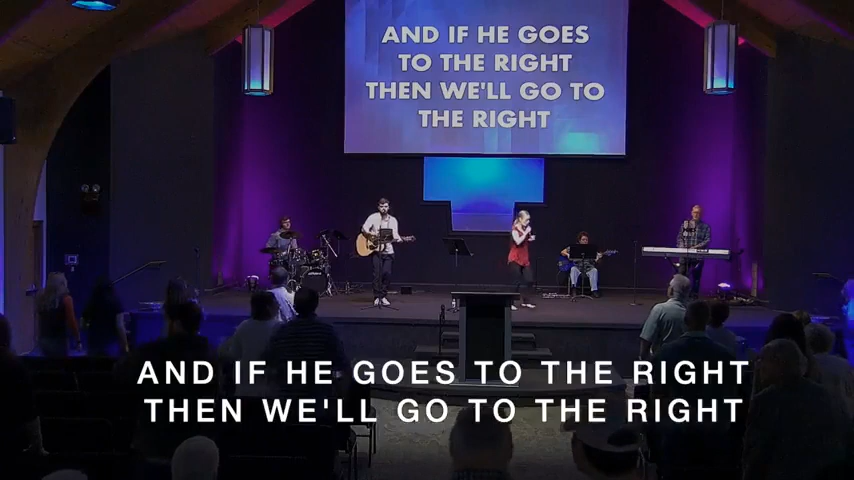 AND IF HE GOES
TO THE RIGHT
THEN WE'LL GO TO
THE RIGHT
AND IF HE GOES TO THE RIGHT
THEN WE'LL GO TO THE RIGHT